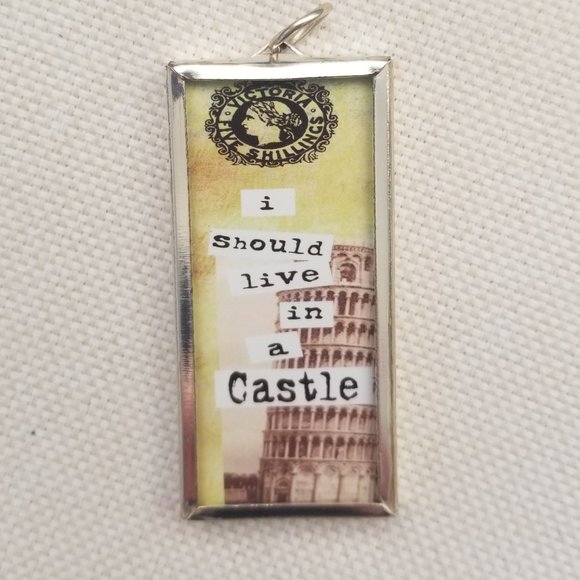 VICTORIA
FIVE SHILLINGS
i
should
live
in
a
Castle